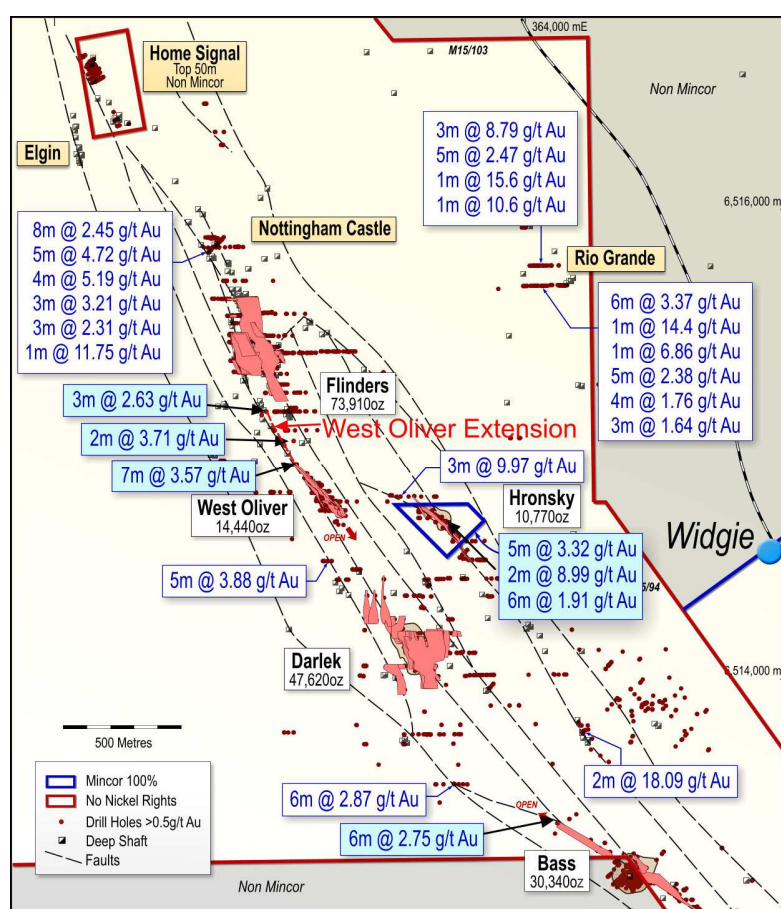 364,000 mE
M15/103
Home Signal
Top 50m
Non Mincor
Non Mincor
Elgin
3m @ 8.79 g/t Au
5m @ 2.47 g/t Au
1m @ 15.6 g/t Au
1m @ 10.6 g/t Au
6,516,000 m
Nottingham Castle
8m @ 2.45 g/t Au
5m @ 4.72 g/t Au
4m @ 5.19 g/t Au
3m @ 3.21 g/t Au
3m @ 2.31 g/t Au
1m @ 11.75 g/t Au
Rio Grande
6m @ 3.37 g/t Au
1m @ 14.4 g/t Au
1m @ 6.86 g/t Au
5m @ 2.38 g/t Au
4m @ 1.76 g/t Au
3m @ 1.64 g/t Au
Flinders
73,910oz
3m @ 2.63 g/t Au
West Oliver Extension
2m @ 3.71 g/t Au
7m @ 3.57 g/t Au
3m @ 9.97 g/t Au
West Oliver
14,440oz
Hronsky
10,770oz
OPEN
Widgie
5m @ 3.32 g/t Au
2m @ 8.99 g/t Au
6m @ 1.91 g/t Au
5m @ 3.88 g/t Au
5/94
Darlek
47,620oz
6,514,000 m
500 Metres
2m @ 18.09 g/t Au
Mincor 100%
No Nickel Rights
Drill Holes >0.5g/t Au
Deep Shaft
Faults
6m @ 2.87 g/t Au
OPEN
6m @ 2.75 g/t Au
Bass
30,340oz
Non Mincor